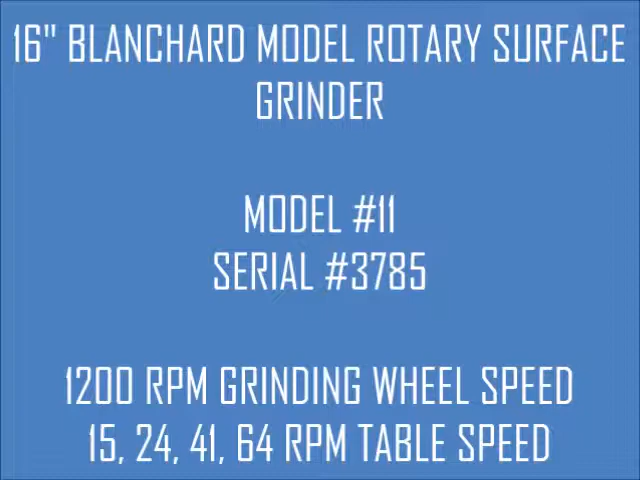 16" BLANCHARD MODEL ROTARY SURFACE
GRINDER
MODEL #11
SERIAL #3785
1200 RPM GRINDING WHEEL SPEED
15, 24, 41, 64 RPM TABLE SPEED